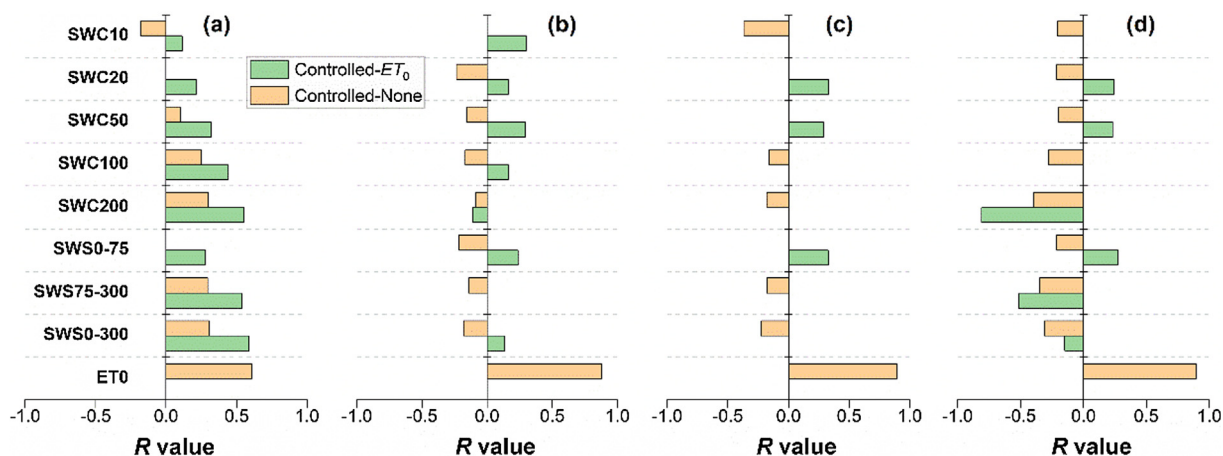 (a) (b) (c) (d)
SWC10
SWC20
SWC50
SWC100
SWC200
SWS0-75
SWS75-300
SWS0-300
ET0
Controlled-ET₀
Controlled-None
-1.0 -0.5 0.0 0.5 1.0 -1.0 -0.5 0.0 0.5 1.0 -1.0 -0.5 0.0 0.5 1.0 -1.0 -0.5 0.0 0.5 1.0
R value R value R value R value